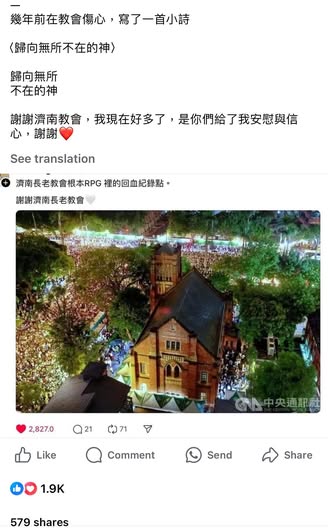 幾年前在教會傷心，寫了一首小詩
〈歸向無所不在的神〉
歸向無所
不在的神
謝謝濟南教會，我現在好多了，是你們給了我安慰與信
心，謝謝❤️
See translation
濟南長老教會根本RPG 裡的回血紀錄點。
謝謝濟南長老教會🤍
中央通訊社
2,827.0
21
71
Like
Comment
Send
Share
1.9K
579 shares